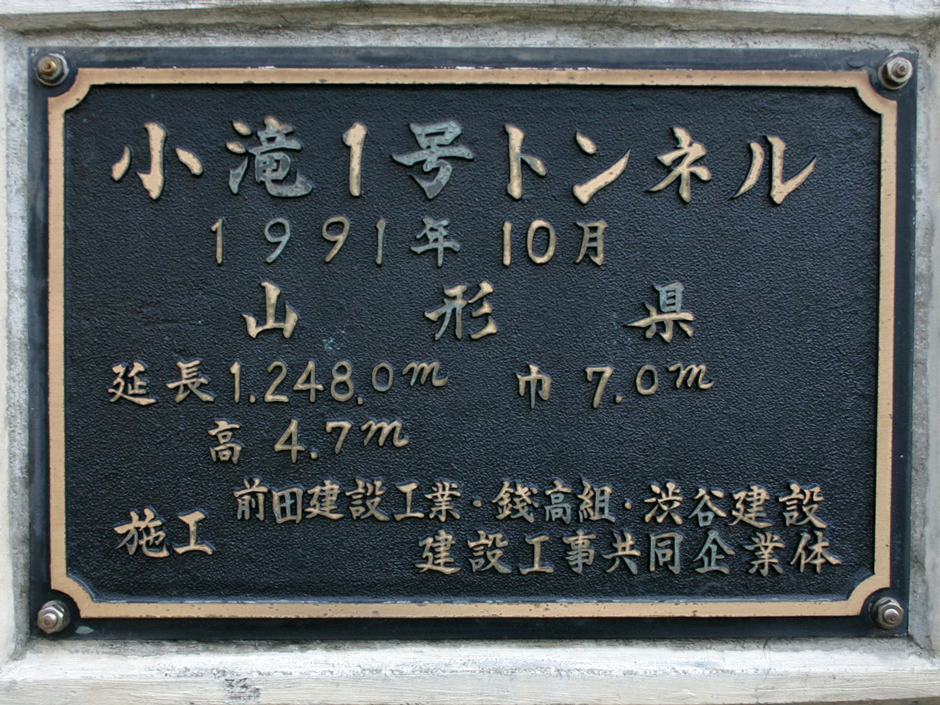 小滝1号トンネル
1991年10月
山形県
延長1.248.0m 巾7.0m
高4.7m
施工 前田建設工業・錢高組・渋谷建設
建設工事共同企業体